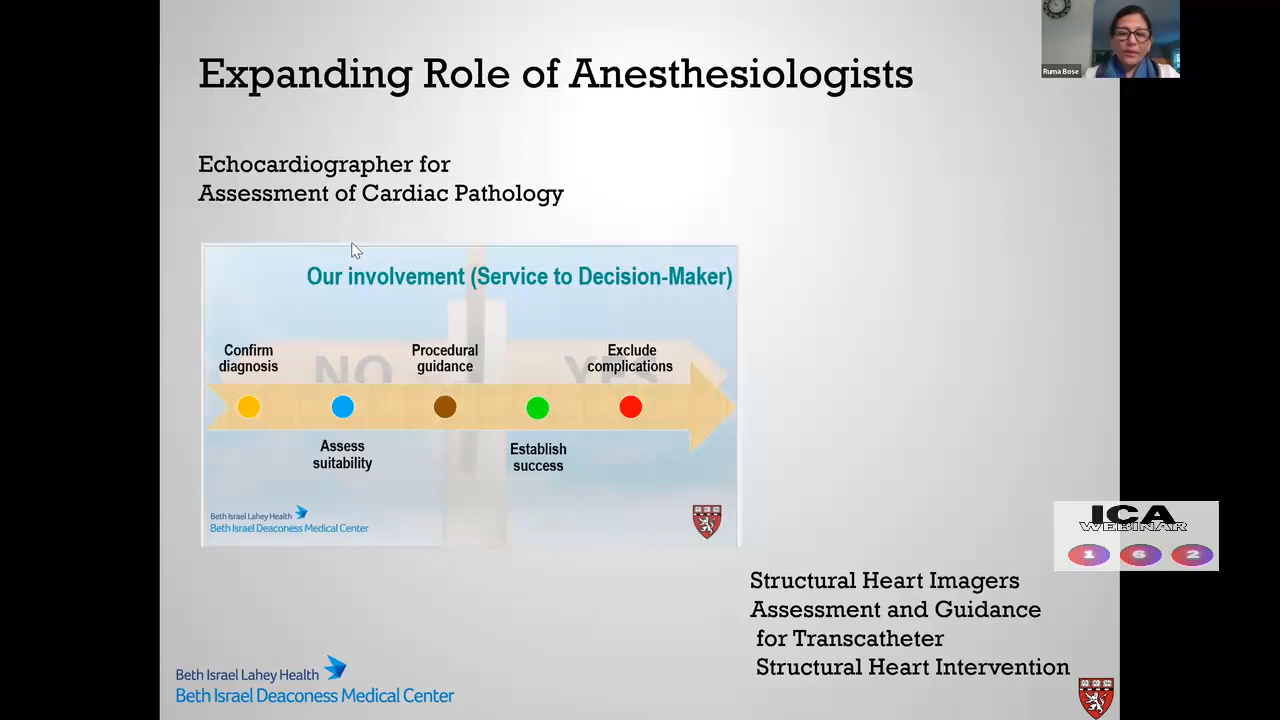 Expanding Role of Anesthesiologists
Ruma Bose
Echocardiographer for
Assessment of Cardiac Pathology
Our involvement (Service to Decision-Maker)
Confirm
diagnosis
Procedural
guidance
Exclude
complications
NO
YES
Assess
suitability
Establish
success
Beth Israel Lahey Health
Beth Israel Deaconess Medical Center
ICA
WEBINAR
1 6 2
Structural Heart Imagers
Assessment and Guidance
for Transcatheter
Structural Heart Intervention
Beth Israel Lahey Health
Beth Israel Deaconess Medical Center